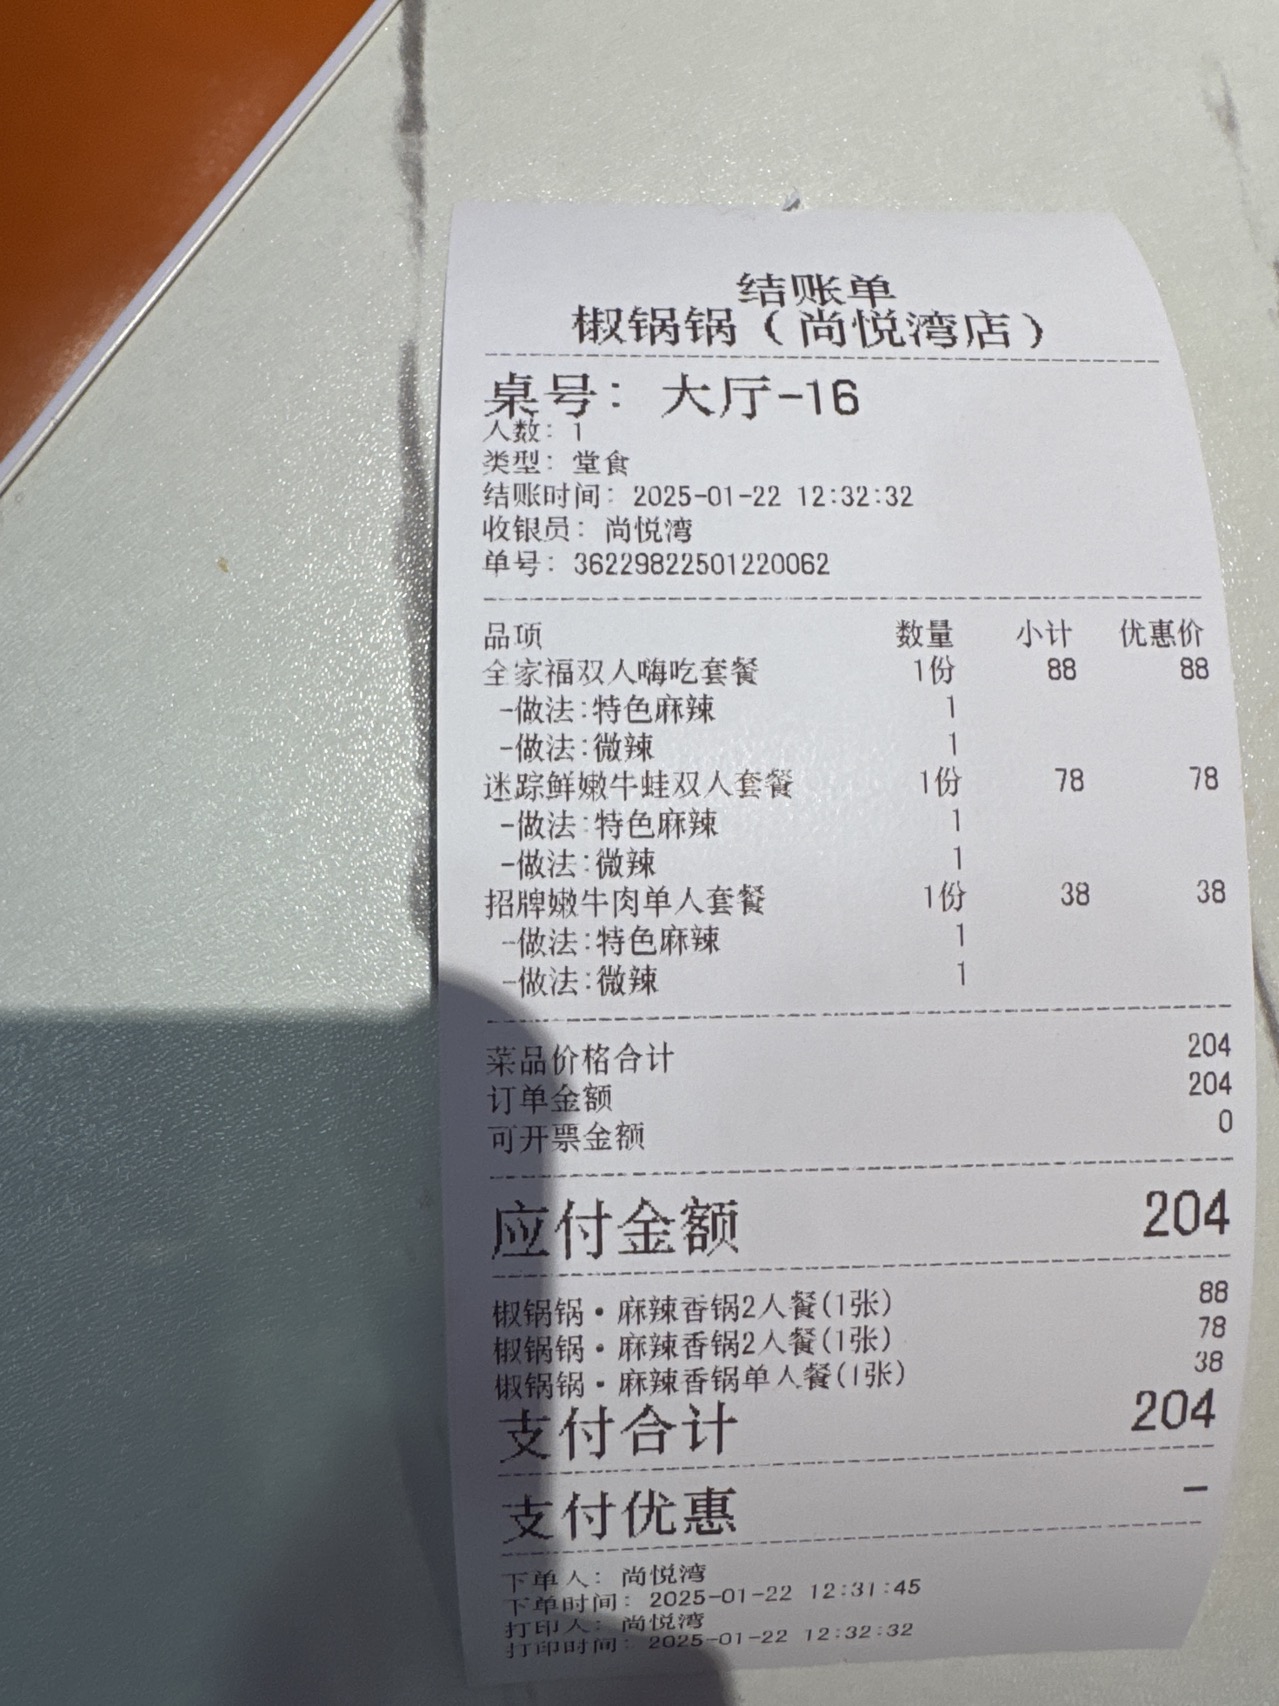 结账单
椒锅锅（尚悦湾店）
桌号： 大厅-16
人数： 1
类型： 堂食
结账时间： 2025-01-22 12:32:32
收银员： 尚悦湾
单号： 36229822501220062
品项 数量 小计 优惠价
全家福双人嗨吃套餐 1份 88 88
-做法:特色麻辣 1
-做法:微辣 1
迷踪鲜嫩牛蛙双人套餐 1份 78 78
-做法:特色麻辣 1
-做法:微辣 1
招牌嫩牛肉单人套餐 1份 38 38
-做法:特色麻辣 1
-做法:微辣 1
菜品价格合计 204
订单金额 204
可开票金额 0
应付金额 204
椒锅锅·麻辣香锅2人餐(1张) 88
椒锅锅·麻辣香锅2人餐(1张) 78
椒锅锅·麻辣香锅单人餐(1张) 38
支付合计 204
支付优惠 -
下单人： 尚悦湾
下单时间： 2025-01-22 12:31:45
打印人： 尚悦湾
打印时间： 2025-01-22 12:32:32